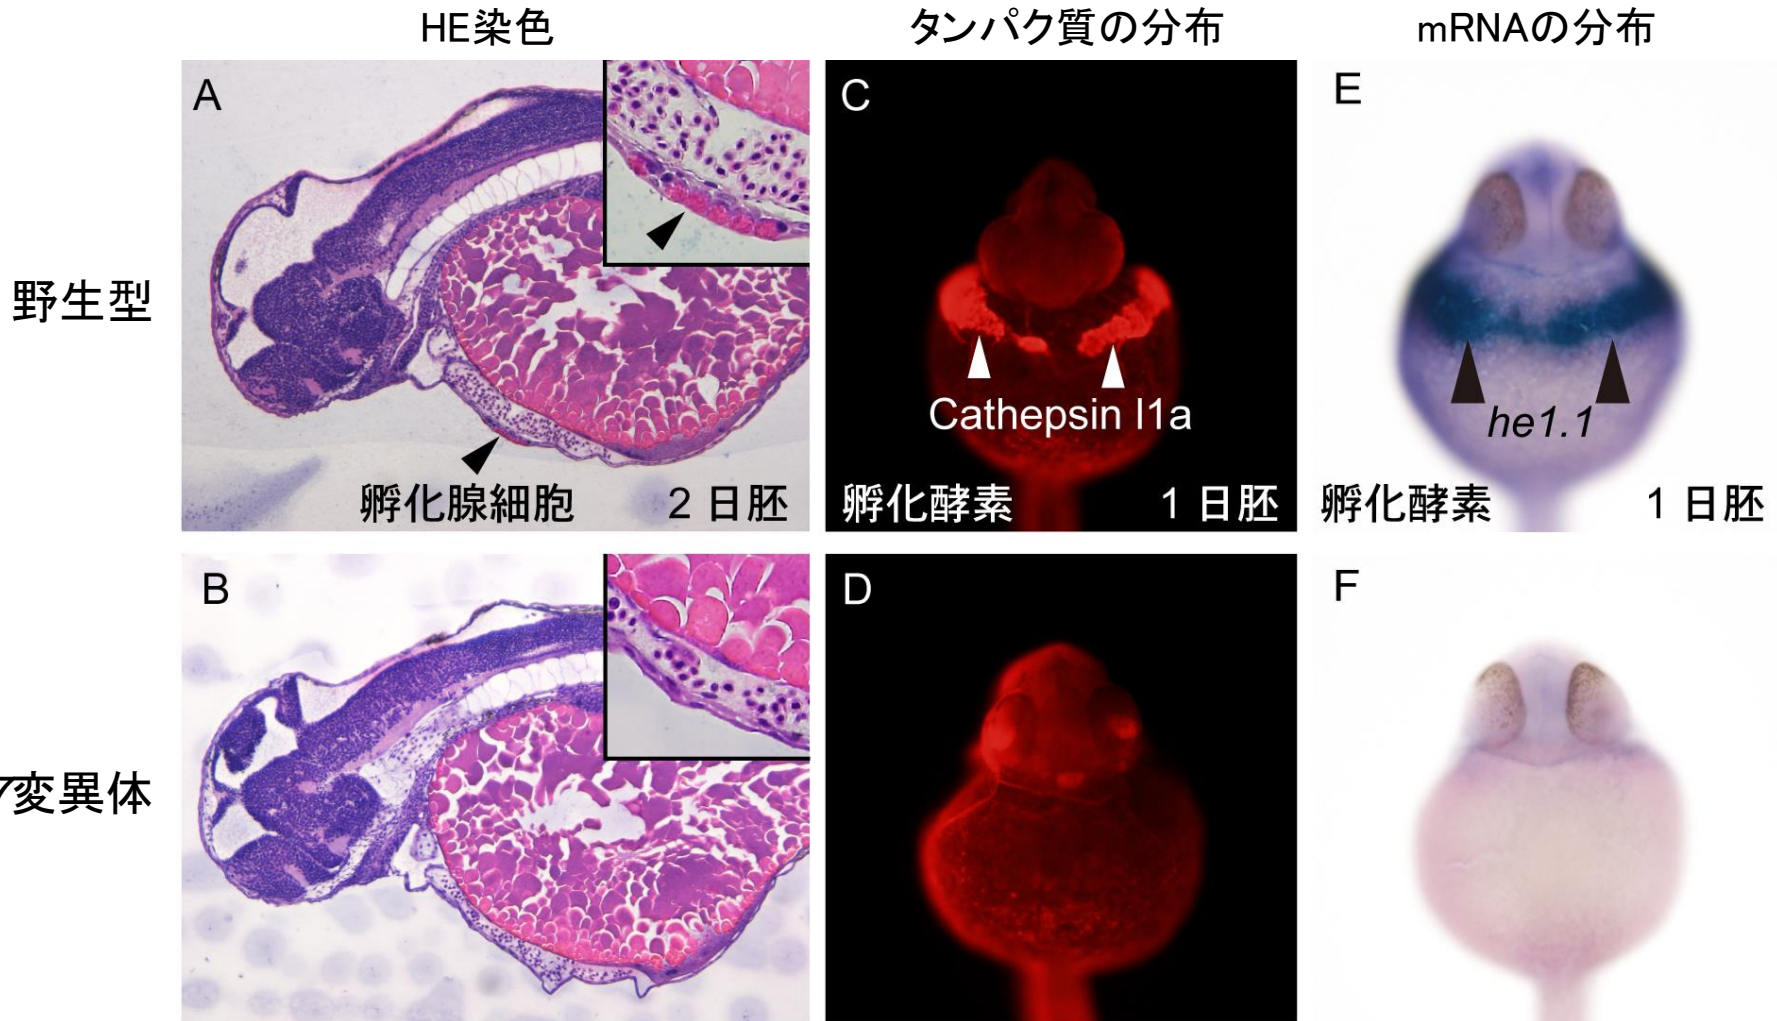 HE染色
タンパク質の分布
mRNAの分布
野生型
A
孵化腺細胞
2 日胚
C
Cathepsin l1a
孵化酵素
1 日胚
E
he1.1
孵化酵素
1 日胚
変異体
B
D
F